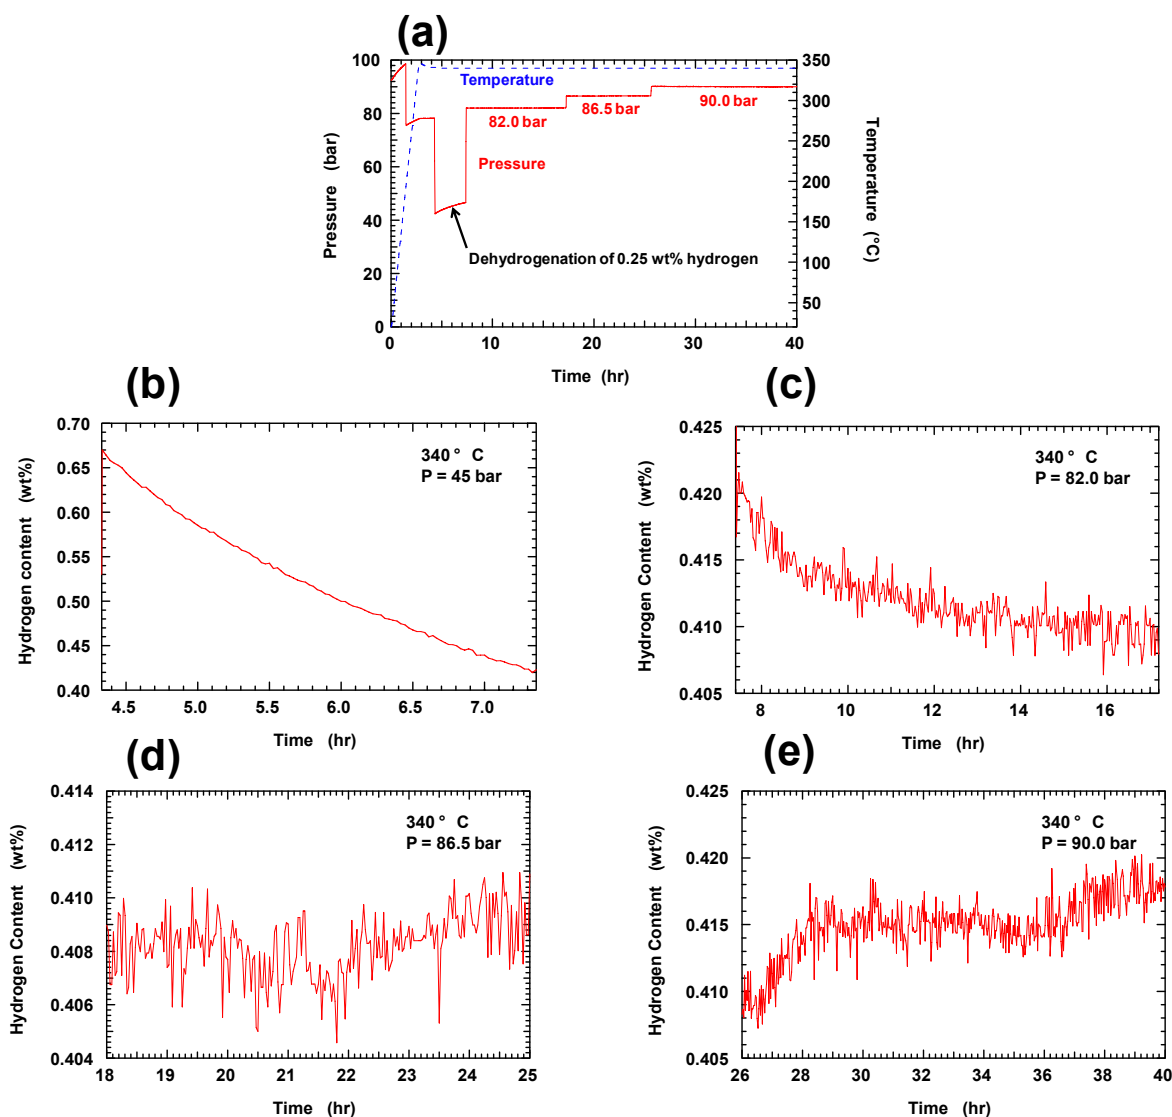 (a)
100
80
60
40
20
0
Pressure (bar)
350
300
250
200
150
100
50
Temperature (°C)
Temperature
82.0 bar
86.5 bar
90.0 bar
Pressure
Dehydrogenation of 0.25 wt% hydrogen
0 10 20 30 40
Time (hr)
(b)
0.70
0.65
0.60
0.55
0.50
0.45
0.40
Hydrogen content (wt%)
340 ° C
P = 45 bar
4.5 5.0 5.5 6.0 6.5 7.0
Time (hr)
(c)
0.425
0.420
0.415
0.410
0.405
Hydrogen Content (wt%)
340 ° C
P = 82.0 bar
8 10 12 14 16
Time (hr)
(d)
0.414
0.412
0.410
0.408
0.406
0.404
Hydrogen Content (wt%)
340 ° C
P = 86.5 bar
18 19 20 21 22 23 24 25
Time (hr)
(e)
0.425
0.420
0.415
0.410
0.405
Hydrogen Content (wt%)
340 ° C
P = 90.0 bar
26 28 30 32 34 36 38 40
Time (hr)